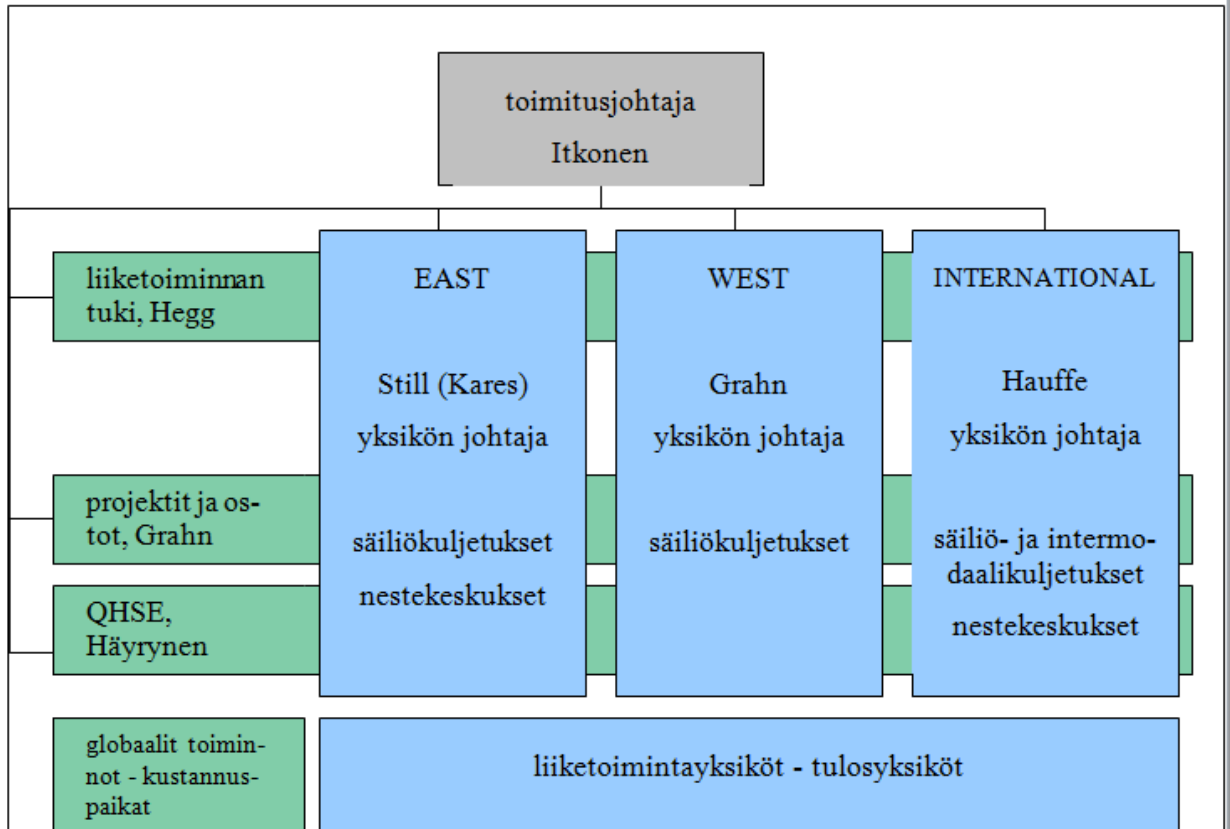 toimitusjohtaja
Itkonen
liiketoiminnan
tuki, Hegg
projektit ja os-
tot, Grahn
QHSE,
Häyrynen
EAST
Still (Kares)
yksikön johtaja
säiliökuljetukset
nestekeskukset
WEST
Grahn
yksikön johtaja
säiliökuljetukset
INTERNATIONAL
Hauffe
yksikön johtaja
säiliö- ja intermo-
daalikuljetukset
nestekeskukset
globaalit toimin-
not - kustannus-
paikat
liiketoimintayksiköt - tulosyksiköt